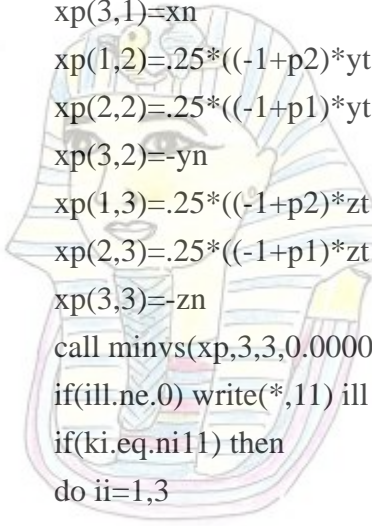 xp(3,1)=xn
xp(1,2)=.25*((-1+p2)*yt
xp(2,2)=.25*((-1+p1)*yt
xp(3,2)=-yn
xp(1,3)=.25*((-1+p2)*zt
xp(2,3)=.25*((-1+p1)*zt
xp(3,3)=-zn
call minvs(xp,3,3,0.0000
if(ill.ne.0) write(*,11) ill
if(ki.eq.ni11) then
do ii=1,3